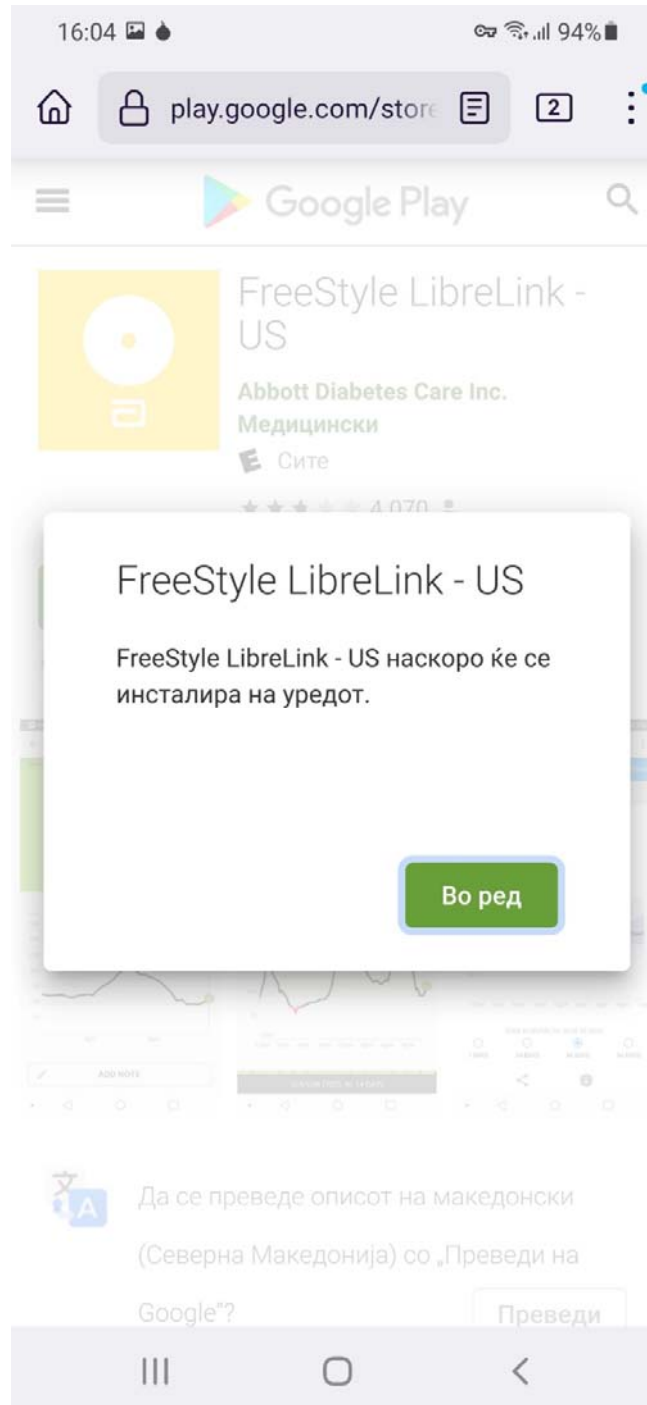 16:04
94%
play.google.com/store
2
Google Play
FreeStyle LibreLink -
US
Abbott Diabetes Care Inc.
Медицински
E Сите
4.070
FreeStyle LibreLink - US
FreeStyle LibreLink - US наскоро ќе се
инсталира на уредот.
Во ред
ADD NOTE
Да се преведе описот на македонски
(Северна Македонија) со „Преведи на
Google“?
Преведи